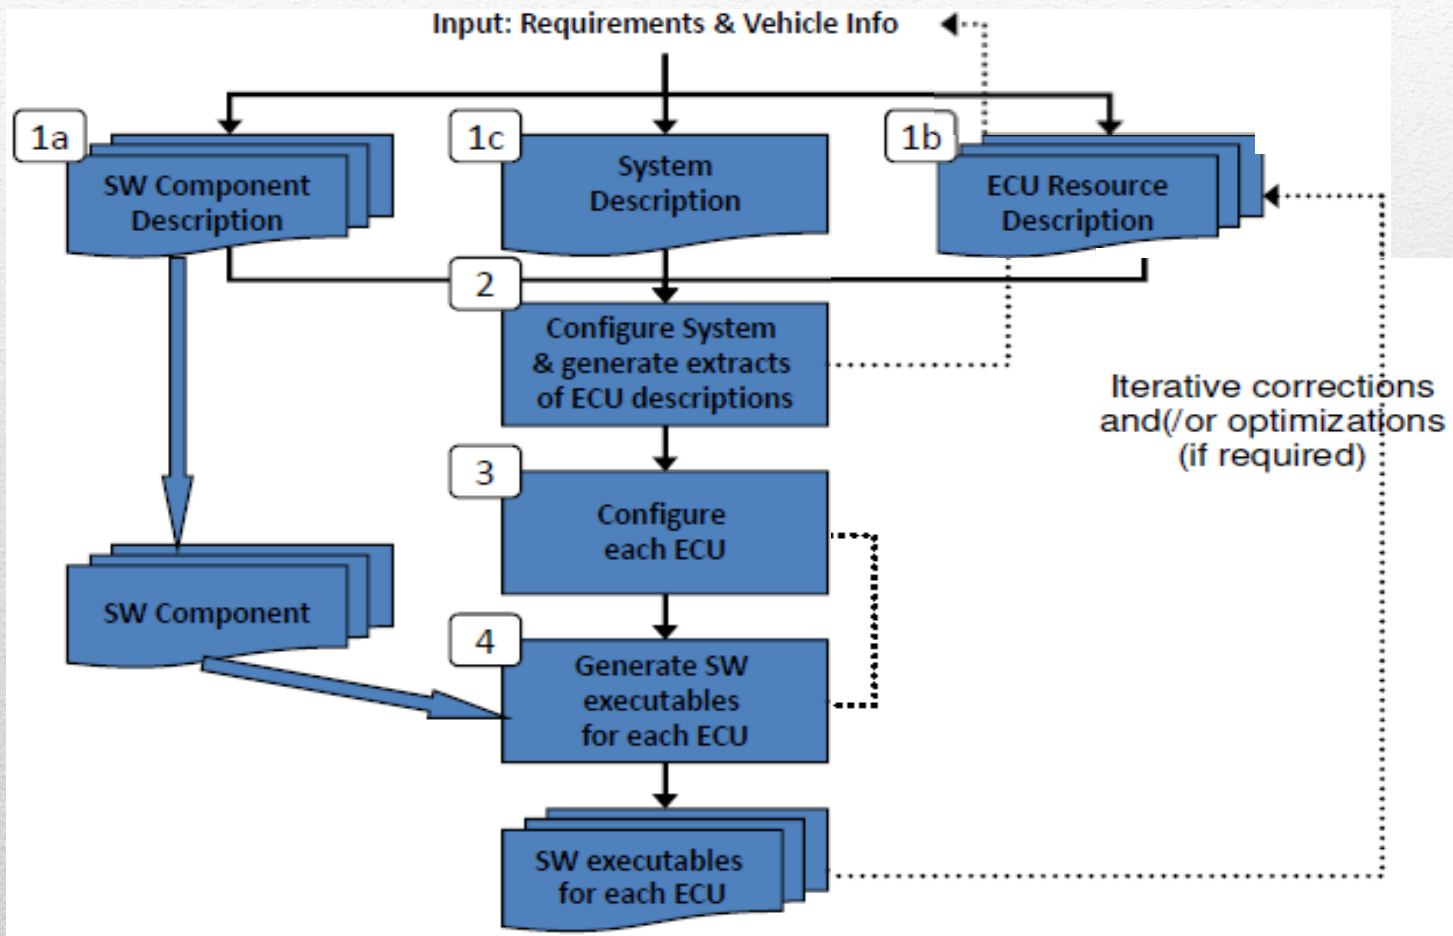 Input: Requirements & Vehicle Info
1a
SW Component
Description
1c
System
Description
1b
ECU Resource
Description
2
Configure System
& generate extracts
of ECU descriptions
Iterative corrections
and(/or optimizations
(if required)
3
Configure
each ECU
SW Component
4
Generate SW
executables
for each ECU
SW executables
for each ECU